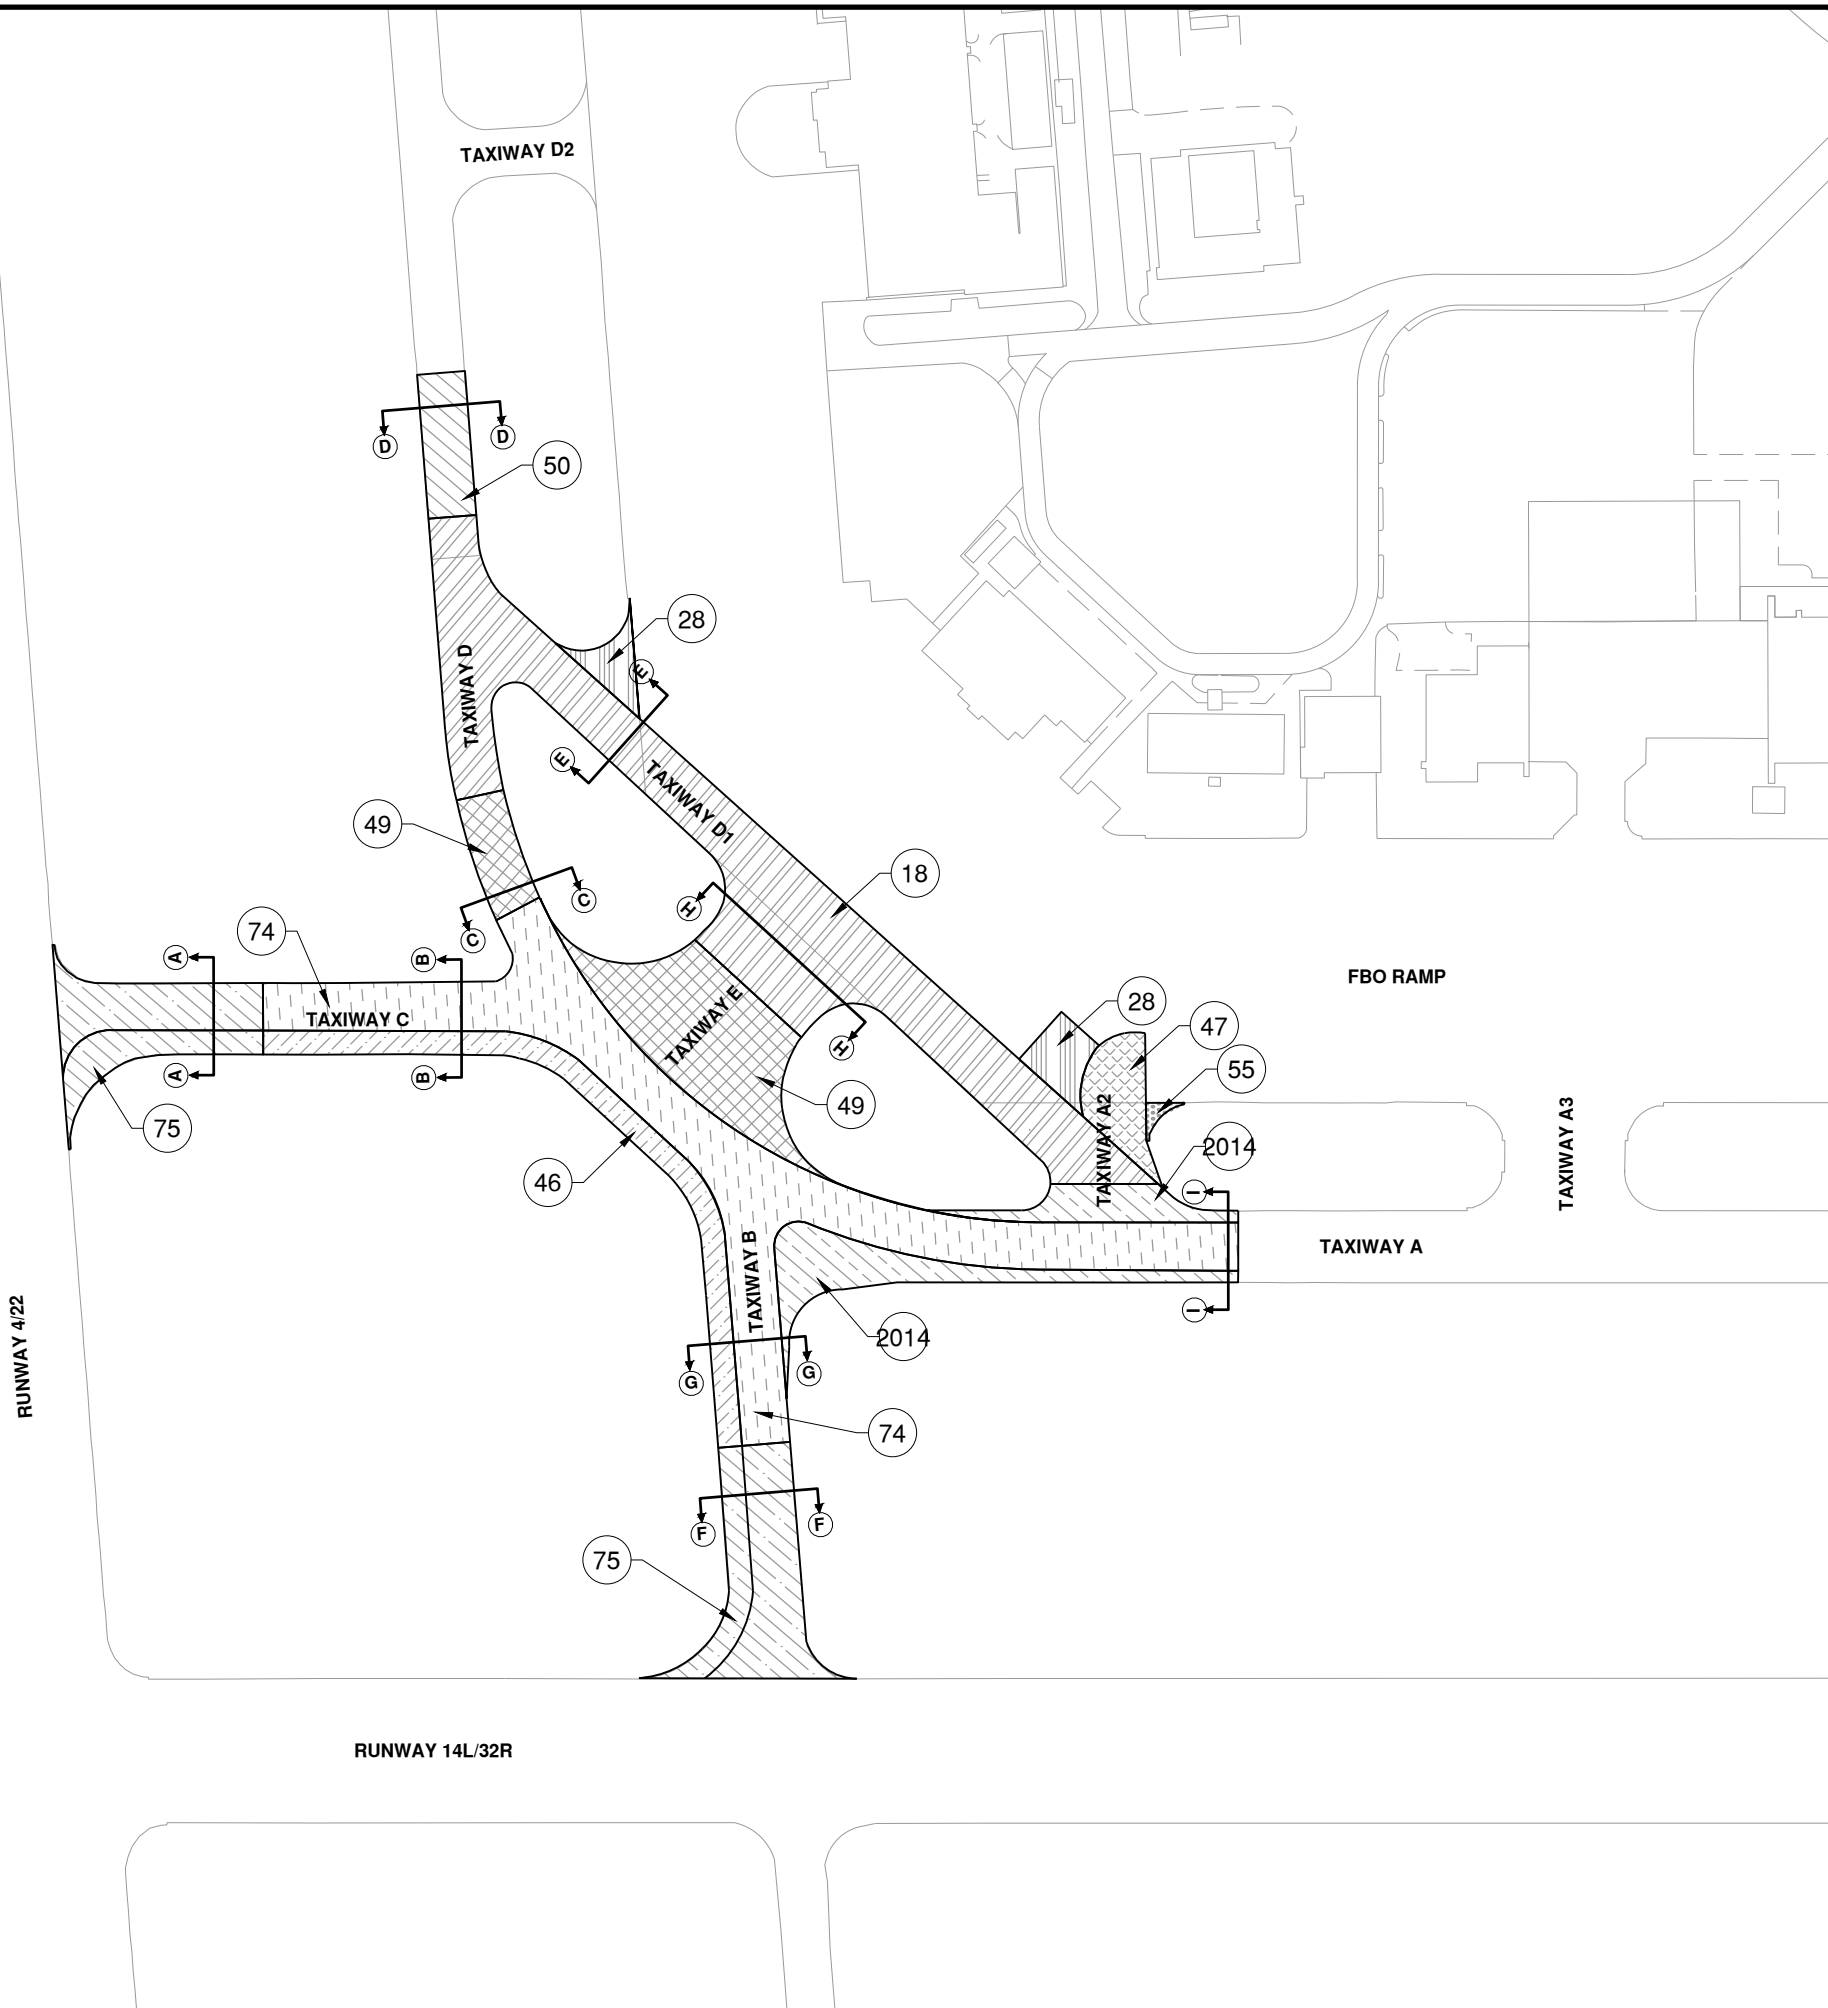 TAXIWAY D2
D
D
50
28
E
TAXIWAY D
E
TAXIWAY D1
49
18
C
H
74
C
A
B
FBO RAMP
TAXIWAY E
28
TAXIWAY C
47
H
55
A
B
49
75
TAXIWAY A2
TAXIWAY A3
2014
46
I
TAXIWAY B
TAXIWAY A
I
2014
RUNWAY 4/22
G
G
74
F
F
75
RUNWAY 14L/32R